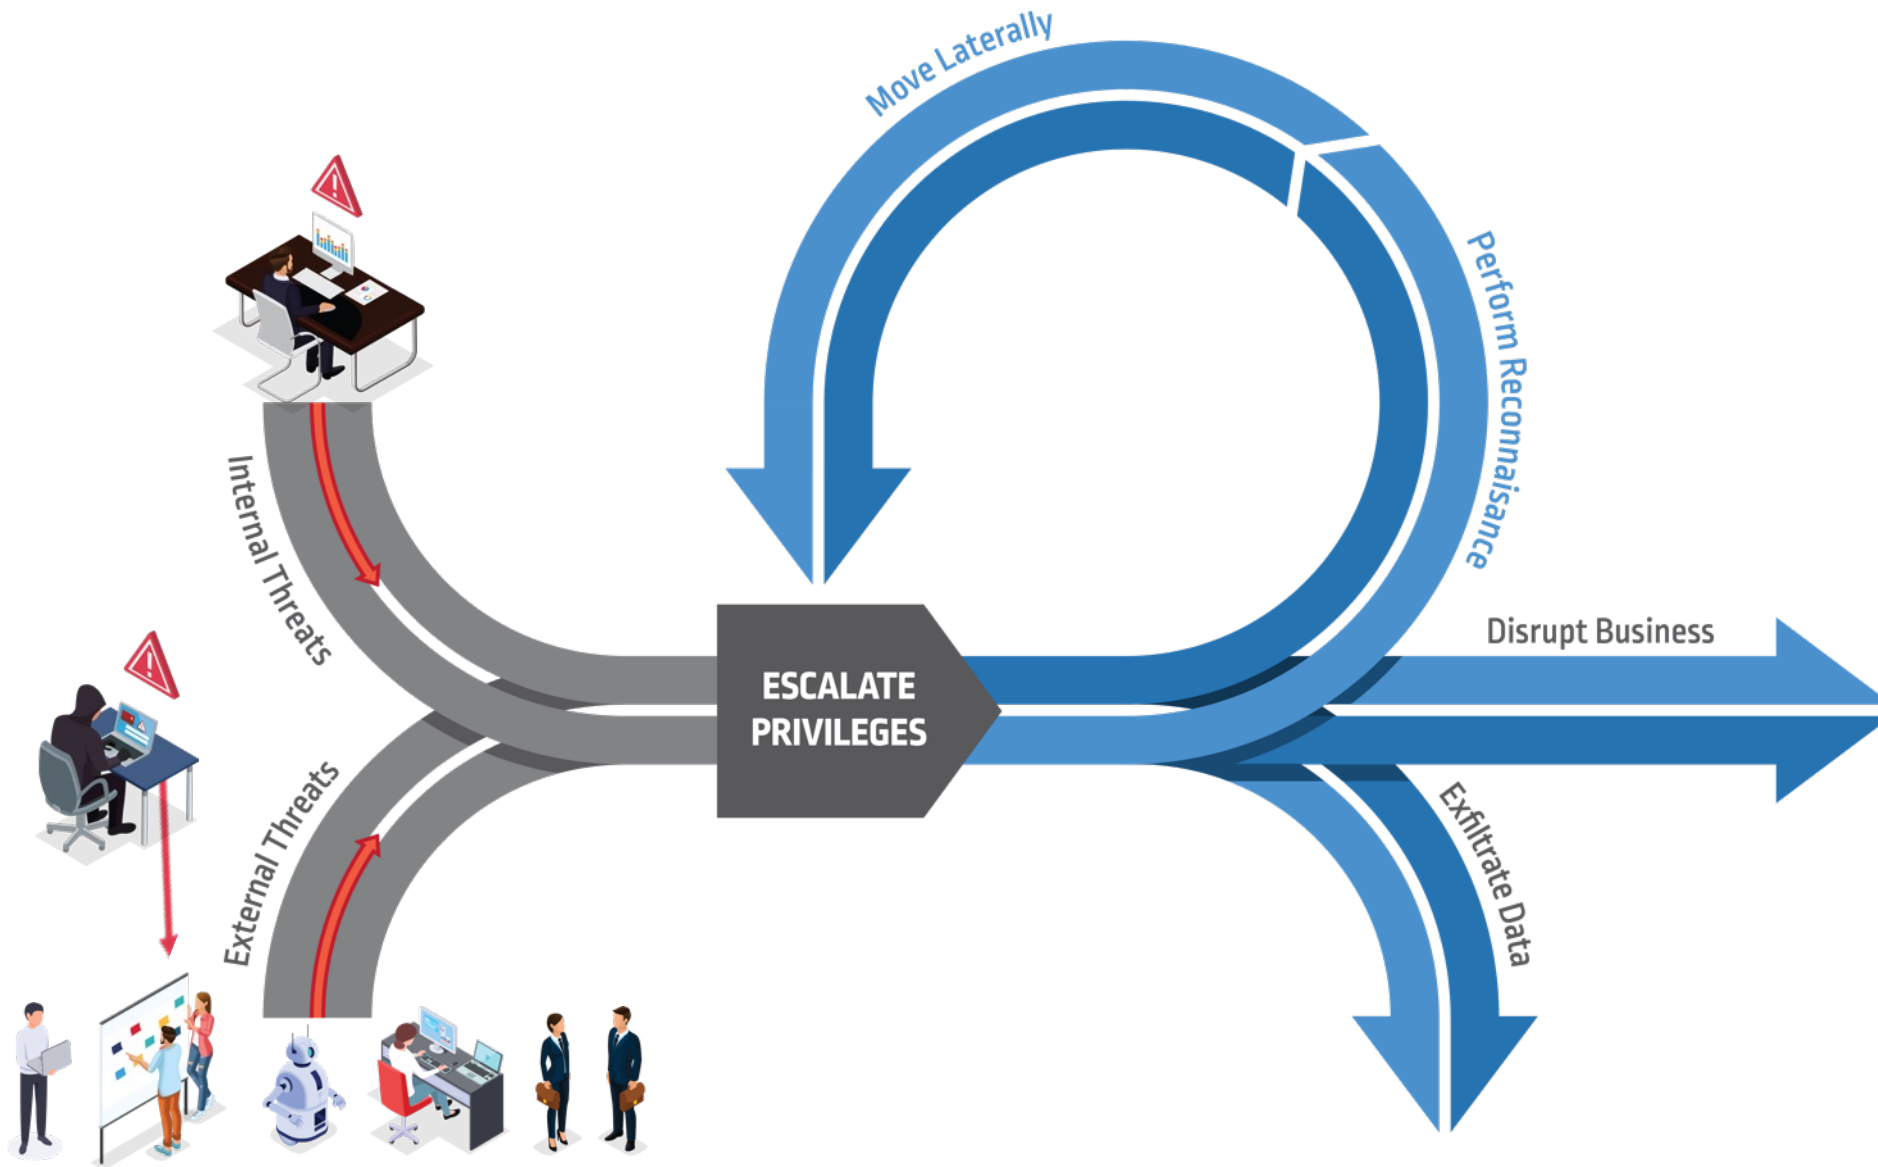 Move Laterally
Perform Reconnaisance
Internal Threats
External Threats
ESCALATE
PRIVILEGES
Disrupt Business
Exfiltrate Data